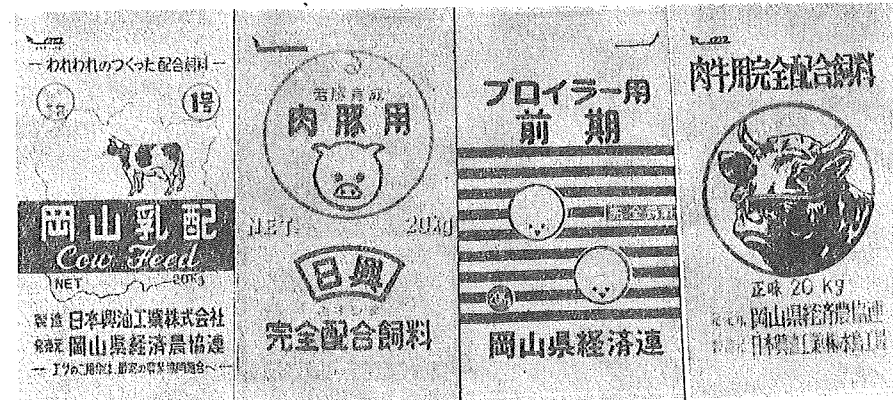 われわれのつくった配合飼料
1号
岡山乳配
Cow Feed
NET 20Kg
製造 日本興油工業株式会社
発売元 岡山県経済農協連
肉豚用
NET. 20kg
日興
完全配合飼料
ブロイラー用
前期
岡山県経済連
肉牛用完全配合飼料
正味 20 Kg
岡山県経済農協連